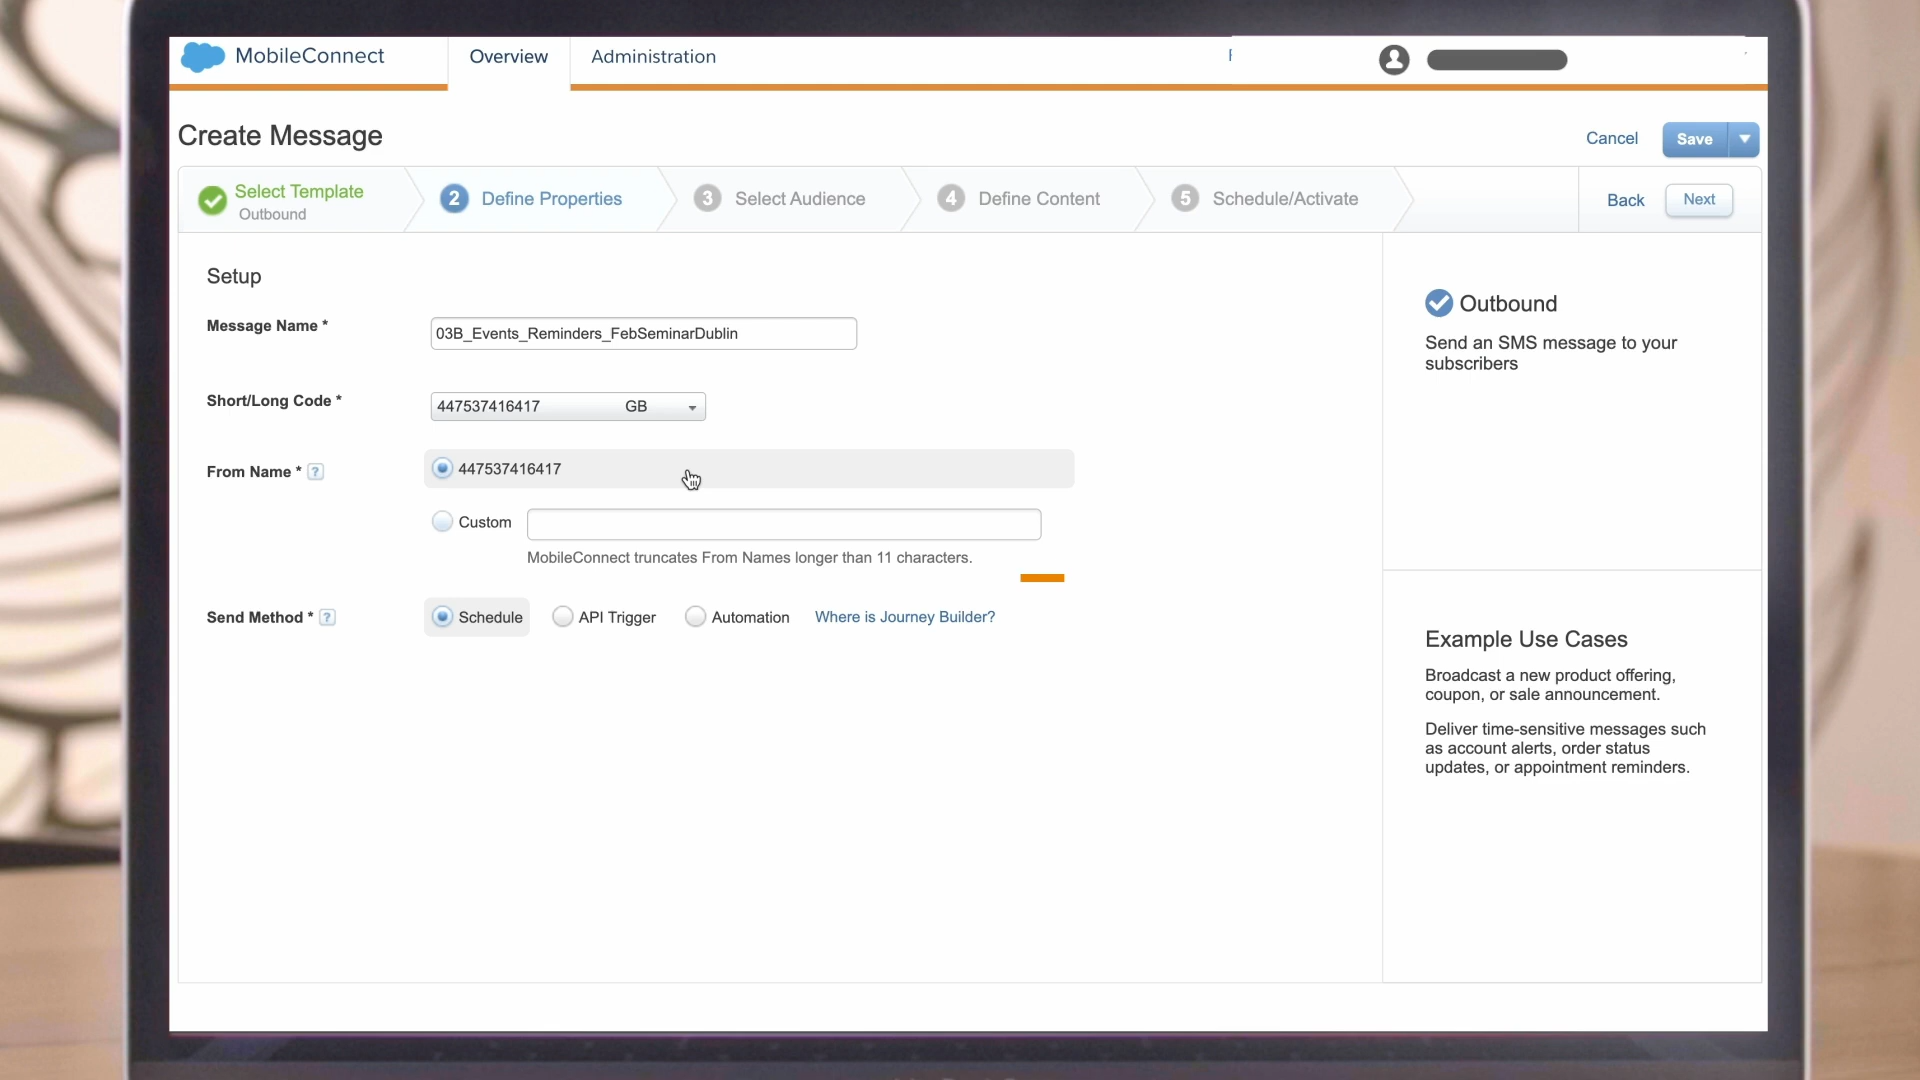 MobileConnect
Overview
Administration
Create Message
Cancel
Save
Select Template
Outbound
2
Define Properties
3
Select Audience
4
Define Content
5
Schedule/Activate
Back
Next
Setup
Message Name *
03B_Events_Reminders_FebSeminarDublin
Short/Long Code *
447537416417 GB
From Name * ?
447537416417
Custom
MobileConnect truncates From Names longer than 11 characters.
Send Method * ?
Schedule
API Trigger
Automation
Where is Journey Builder?
Outbound
Send an SMS message to your
subscribers
Example Use Cases
Broadcast a new product offering,
coupon, or sale announcement.
Deliver time-sensitive messages such
as account alerts, order status
updates, or appointment reminders.